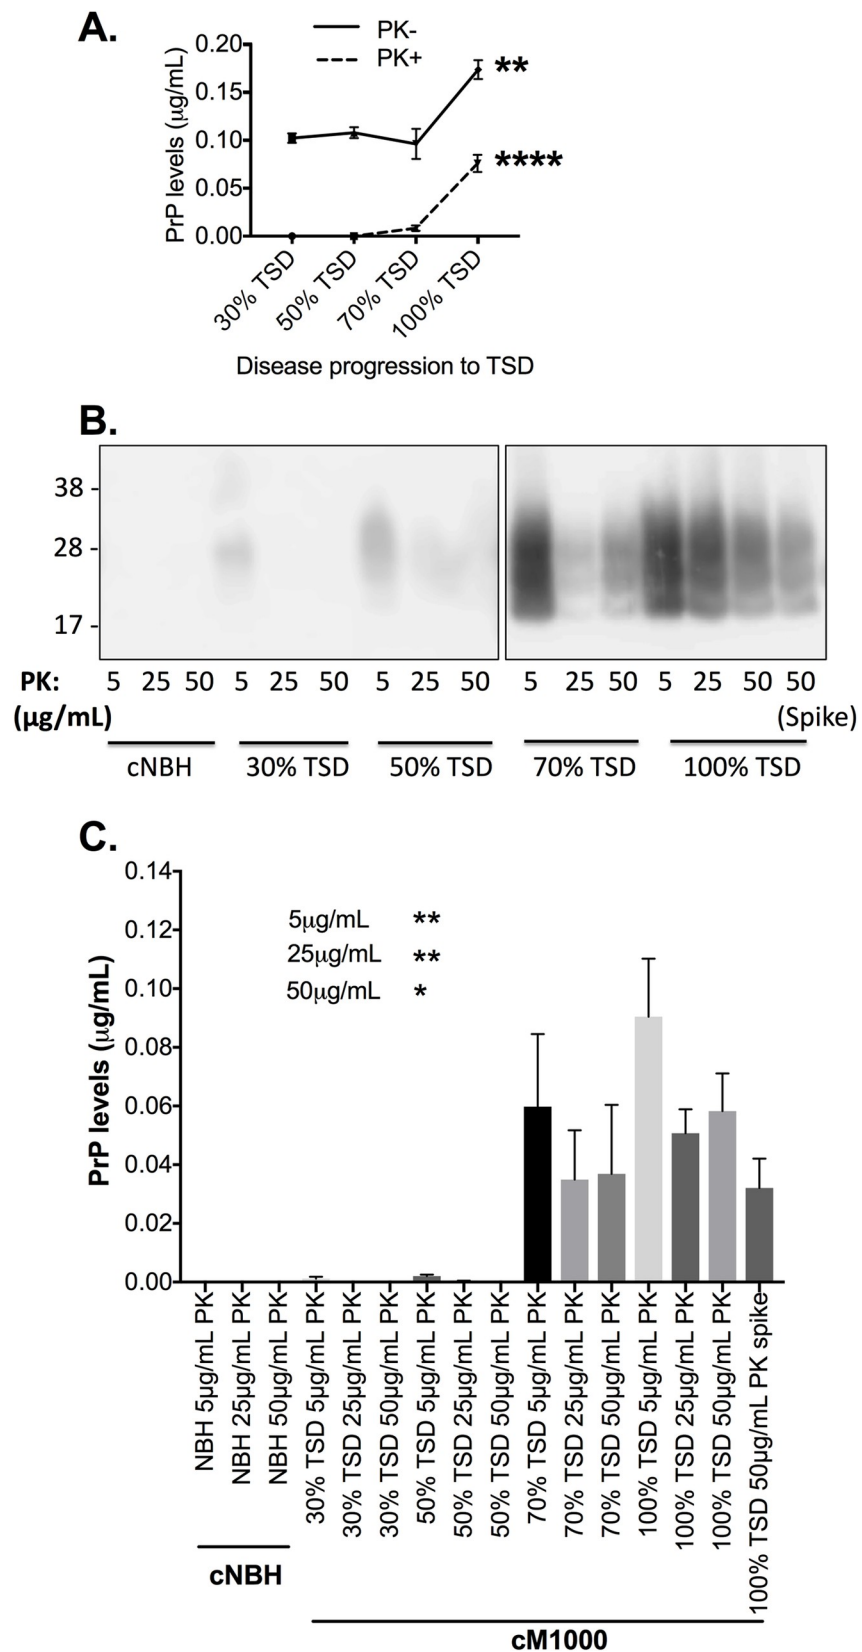 A.
PK-
PK+
PrP levels (μg/mL)
0.20
0.15
0.10
0.05
0.00
**
****
30% TSD
50% TSD
70% TSD
100% TSD
Disease progression to TSD
B.
38 -
28 -
17 -
PK: 5 25 50 5 25 50 5 25 50 5 25 50 5 25 50 50
(μg/mL) (Spike)
cNBH 30% TSD 50% TSD 70% TSD 100% TSD
C.
PrP levels (μg/mL)
0.14
0.12
0.10
0.08
0.06
0.04
0.02
0.00
5μg/mL **
25μg/mL **
50μg/mL *
NBH 5μg/mL PK
NBH 25μg/mL PK
NBH 50μg/mL PK
30% TSD 5μg/mL PK
30% TSD 25μg/mL PK
30% TSD 50μg/mL PK
50% TSD 5μg/mL PK
50% TSD 25μg/mL PK
50% TSD 50μg/mL PK
70% TSD 5μg/mL PK
70% TSD 25μg/mL PK
70% TSD 50μg/mL PK
100% TSD 5μg/mL PK
100% TSD 25μg/mL PK
100% TSD 50μg/mL PK
100% TSD 50μg/mL PK spike
cNBH
cM1000